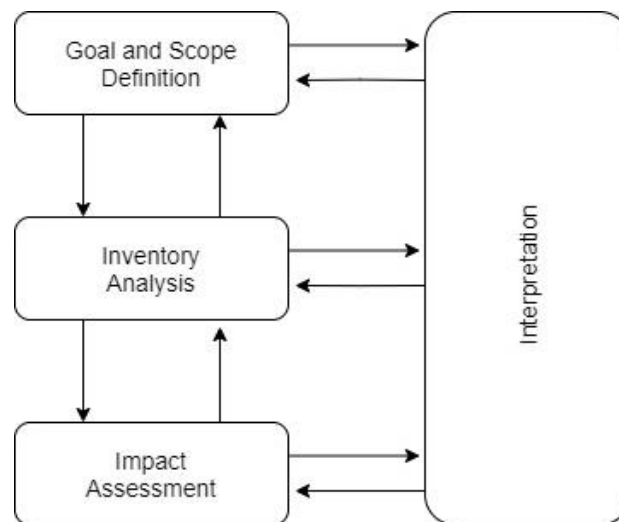 Goal and Scope
Definition
Inventory
Analysis
Impact
Assessment
Interpretation